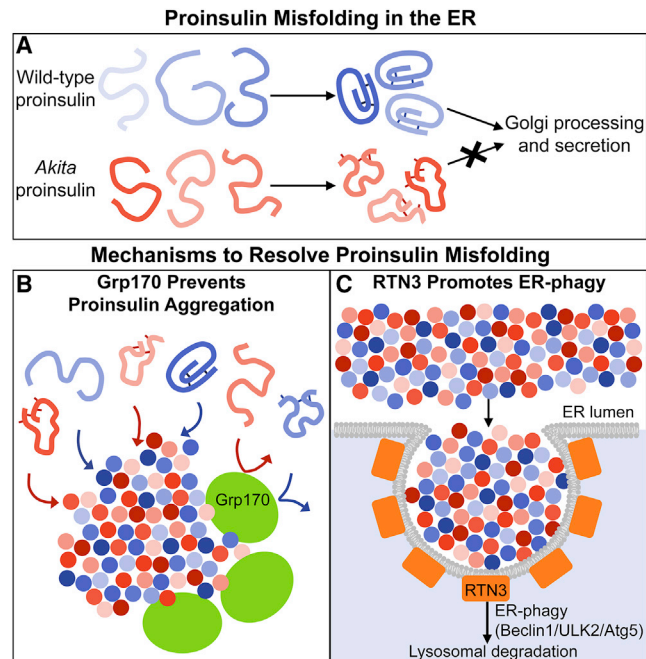 Proinsulin Misfolding in the ER
A
Wild-type
proinsulin
Golgi processing
and secretion
Akita
proinsulin
Mechanisms to Resolve Proinsulin Misfolding
B
Grp170 Prevents
Proinsulin Aggregation
Grp170
C
RTN3 Promotes ER-phagy
ER lumen
RTN3
ER-phagy
(Beclin1/ULK2/Atg5)
Lysosomal degradation